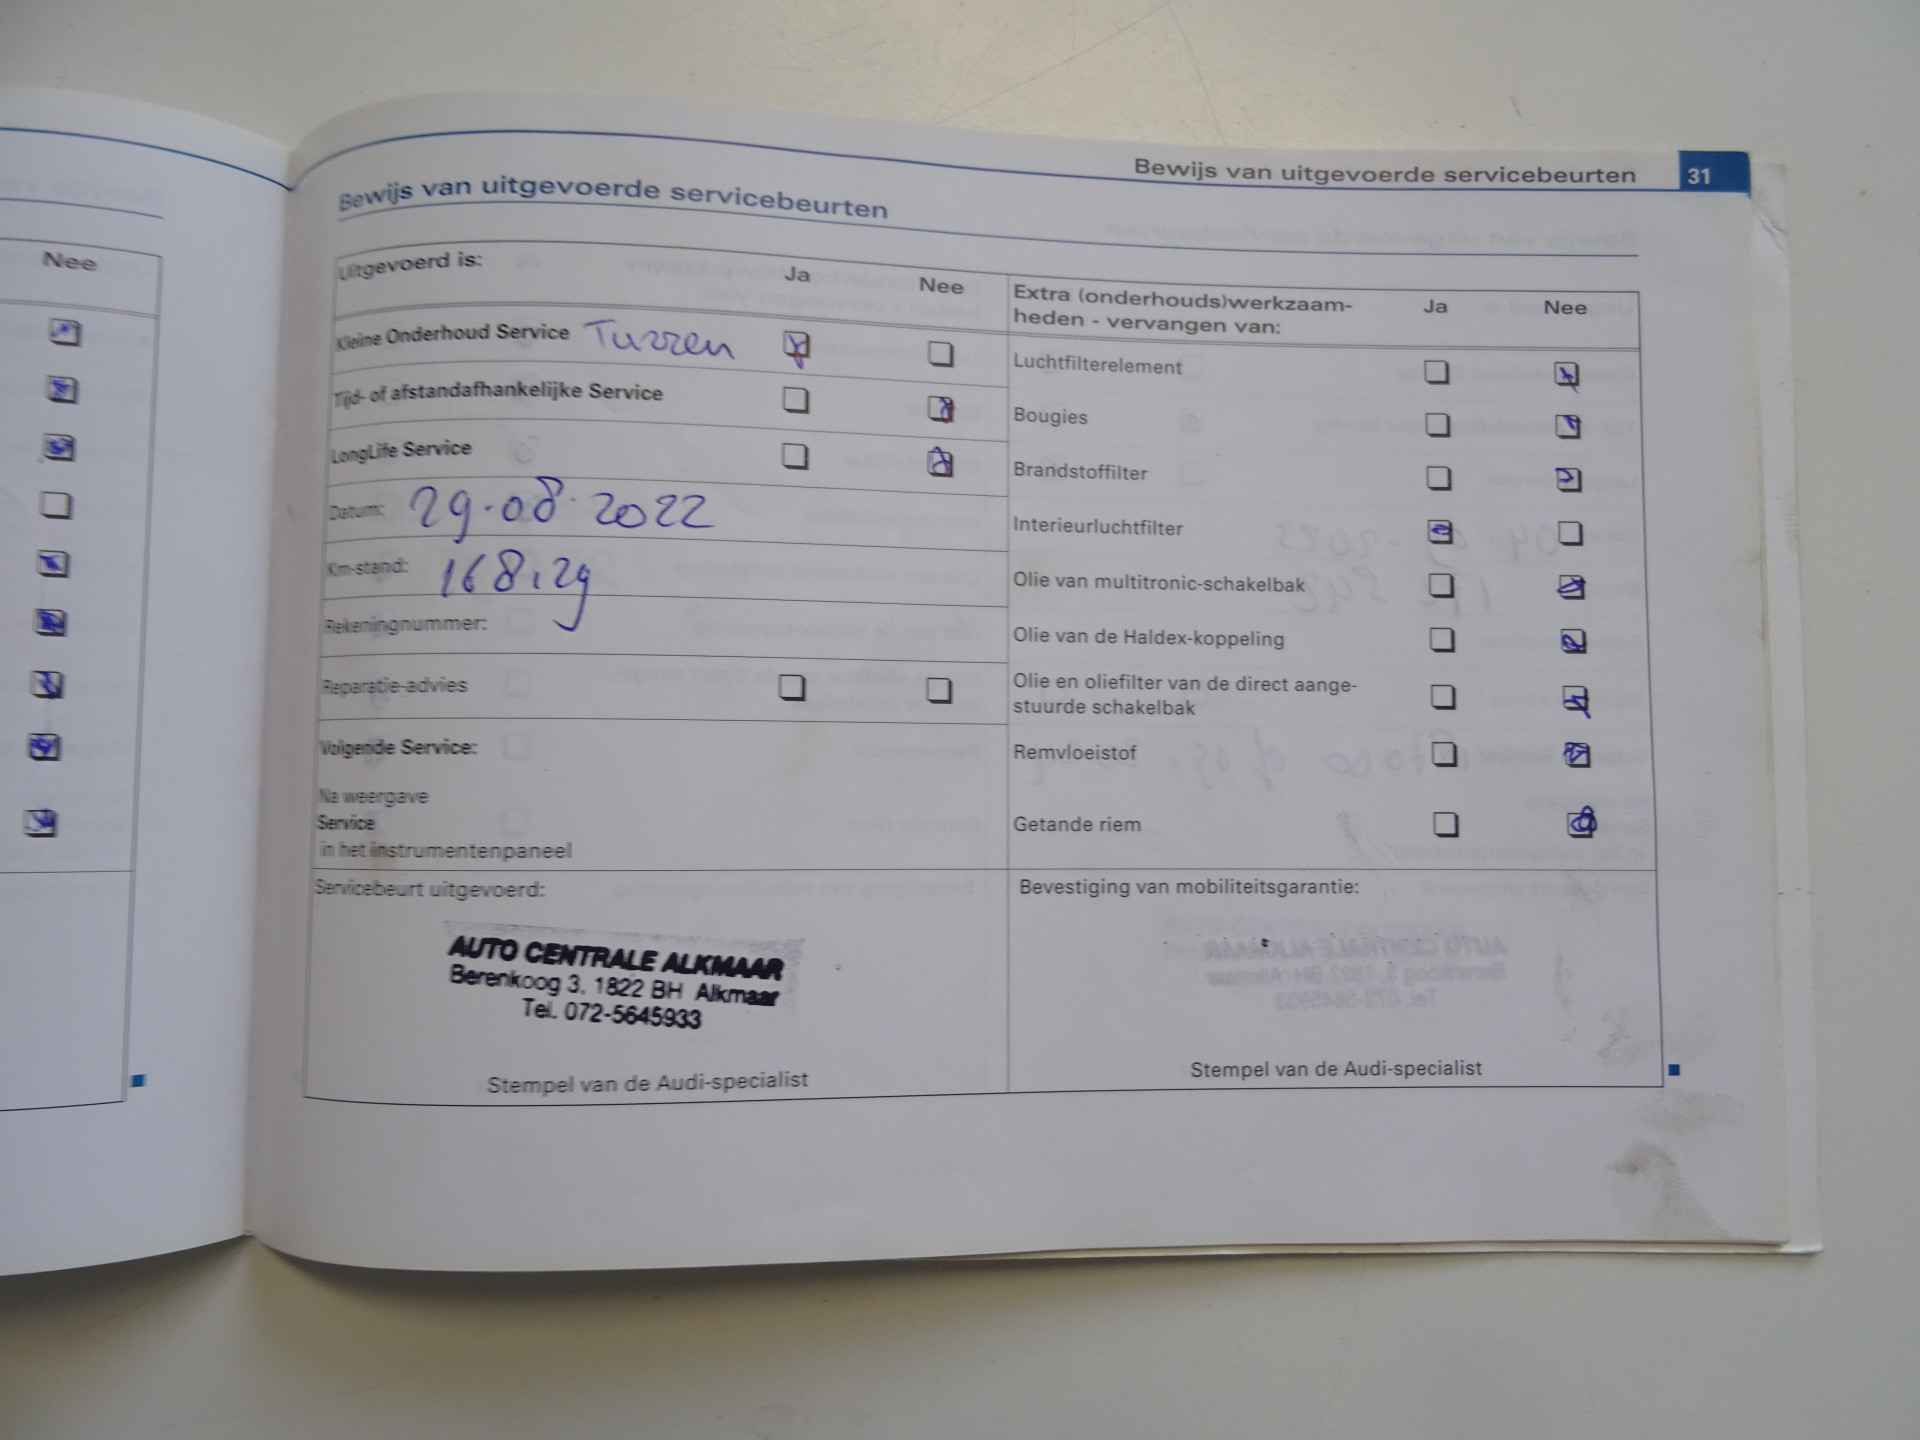 Nee
Bewijs van uitgevoerde servicebeurten 31
Bewijs van uitgevoerde servicebeurten
Uitgevoerd is: Ja Nee
Kleine Onderhoud Service Tussen
Tijd- of afstandafhankelijke Service
LongLife Service
Datum: 29-08-2022
Km-stand: 168.29
Rekeningnummer:
Reparatie-advies
Volgende Service:
Na weergave
Service
in het instrumentenpaneel
Servicebeurt uitgevoerd:
AUTO CENTRALE ALKMAAR
Berenkoog 3, 1822 BH Alkmaar
Tel. 072-5645933
Stempel van de Audi-specialist
Extra (onderhouds)werkzaam-
heden - vervangen van:
Ja Nee
Luchtfilterelement
Bougies
Brandstoffilter
Interieurluchtfilter
Olie van multitronic-schakelbak
Olie van de Haldex-koppeling
Olie en oliefilter van de direct aange-
stuurde schakelbak
Remvloeistof
Getande riem
Bevestiging van mobiliteitsgarantie:
Stempel van de Audi-specialist